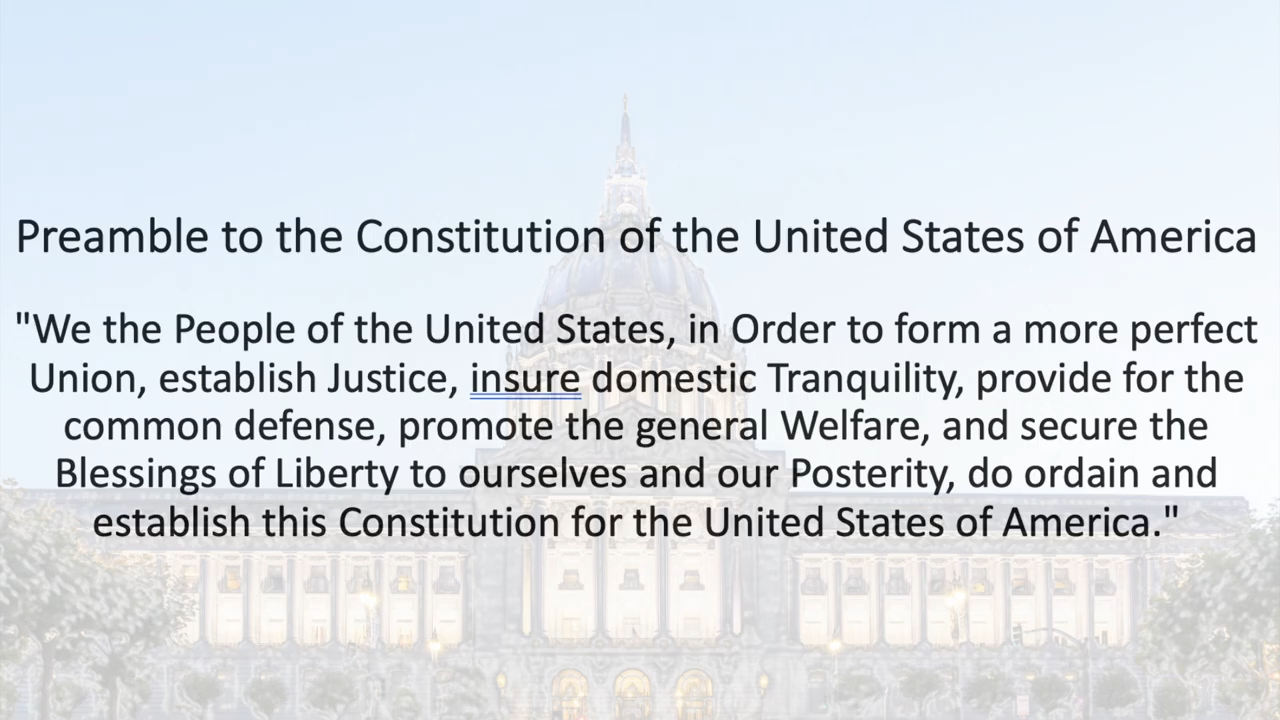 Preamble to the Constitution of the United States of America
"We the People of the United States, in Order to form a more perfect
Union, establish Justice, insure domestic Tranquility, provide for the
common defense, promote the general Welfare, and secure the
Blessings of Liberty to ourselves and our Posterity, do ordain and
establish this Constitution for the United States of America."